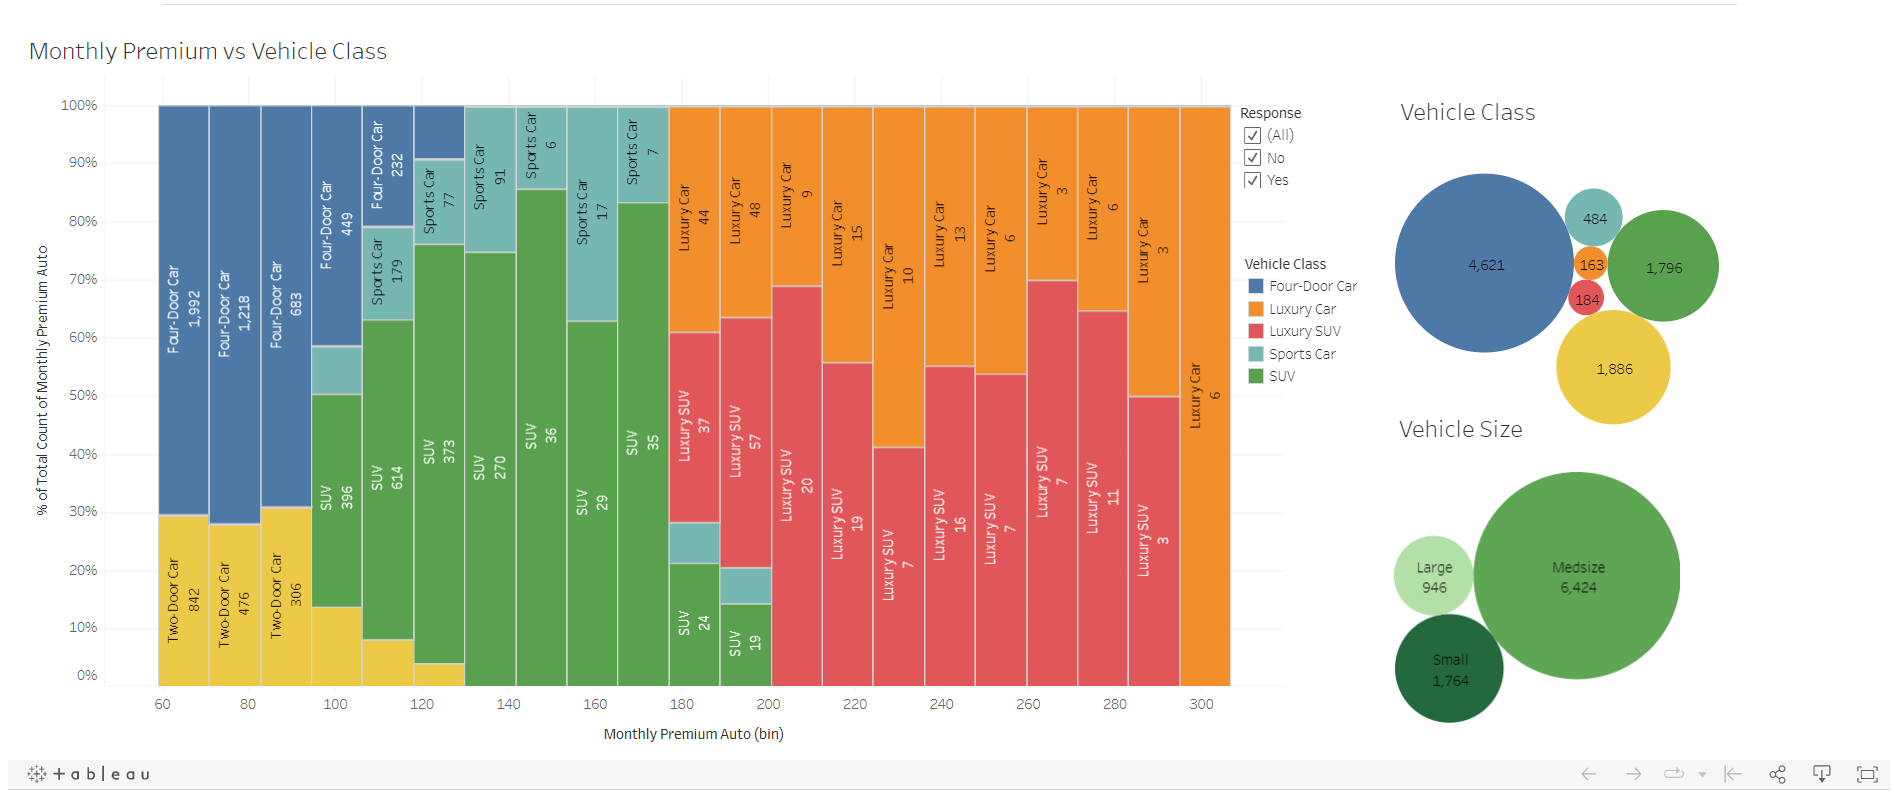 Monthly Premium vs Vehicle Class
% of Total Count of Monthly Premium Auto
100%
90%
80%
70%
60%
50%
40%
30%
20%
10%
0%
Four-Door Car
1,992
Two-Door Car
842
Four-Door Car
1,218
Two-Door Car
476
Four-Door Car
683
Two-Door Car
306
Four-Door Car
449
SUV
396
Four-Door Car
232
Sports Car
179
SUV
614
Sports Car
77
SUV
373
Sports Car
91
SUV
270
Sports Car
6
SUV
36
Sports Car
17
SUV
29
Sports Car
7
SUV
35
Luxury Car
44
Luxury SUV
37
SUV
24
Luxury Car
48
Luxury SUV
57
SUV
19
Luxury Car
9
Luxury SUV
20
Luxury Car
15
Luxury SUV
19
Luxury Car
10
Luxury SUV
7
Luxury Car
13
Luxury SUV
16
Luxury Car
6
Luxury SUV
7
Luxury Car
3
Luxury SUV
7
Luxury Car
6
Luxury SUV
11
Luxury Car
3
Luxury SUV
3
Luxury Car
6
60 80 100 120 140 160 180 200 220 240 260 280 300
Monthly Premium Auto (bin)
Response
(All)
No
Yes
Vehicle Class
Four-Door Car
Luxury Car
Luxury SUV
Sports Car
SUV
Vehicle Class
4,621
484
163
1,796
184
1,886
Vehicle Size
Large
946
Medsize
6,424
Small
1,764
+ableau